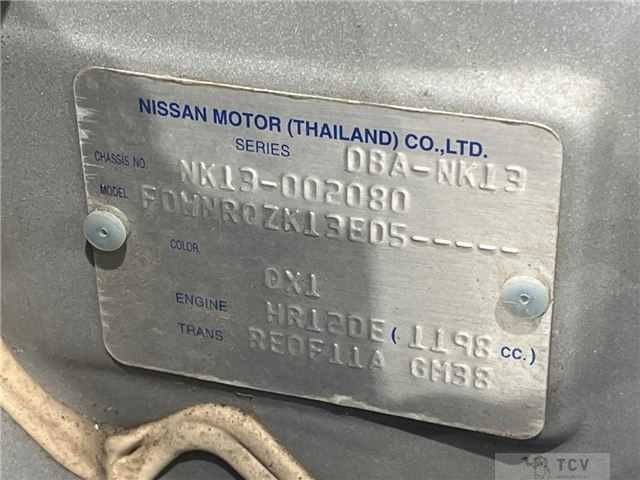 NISSAN MOTOR (THAILAND) CO.,LTD.
SERIES DBA-NK13
CHASSIS NO. NK13-002080
MODEL FDMNRQZK13ED5-----
COLOR
QX1
ENGINE HR12DE (1198 CC.)
TRANS RE0F11A GM38
TCV